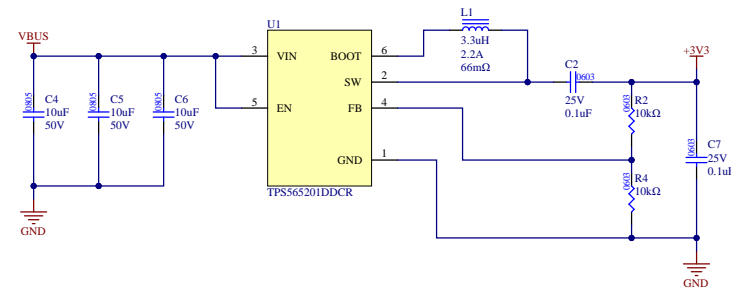 VBUS
0805
C4
10uF
50V
0805
C5
10uF
50V
0805
C6
10uF
50V
GND
U1
3 VIN BOOT 6
SW 2
5 EN FB 4
GND 1
TPS565201DDCR
L1
3.3uH
2.2A
66mΩ
C2
0603
25V
0.1uF
+3V3
0603
R2
10kΩ
0603
R4
10kΩ
0603
C7
25V
0.1uF
GND